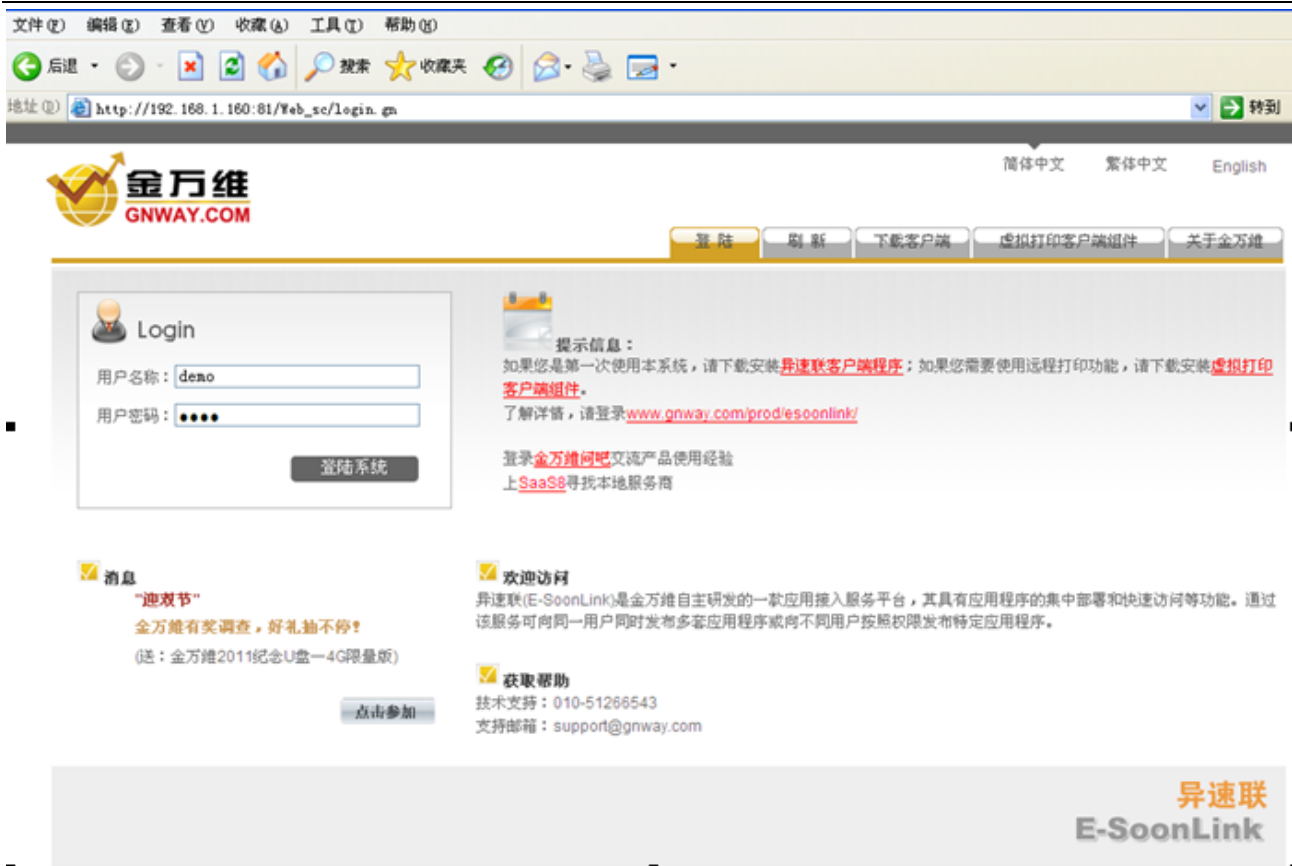 文件(F) 编辑(E) 查看(V) 收藏(A) 工具(T) 帮助(H)
后退 搜索 收藏夹
地址(D) http://192.168.1.160:81/Web_sc/login.gn 转到
简体中文 繁体中文 English
金万维
GNWAY.COM
登 陆 刷 新 下载客户端 虚拟打印客户端组件 关于金万维
Login
用户名称：demo
用户密码：●●●●
登陆系统
提示信息：
如果您是第一次使用本系统，请下载安装异速联客户端程序；如果您需要使用远程打印功能，请下载安装虚拟打印
客户端组件。
了解详情，请登录www.gnway.com/prod/esoonlink/
登录金万维问吧交流产品使用经验
上SaaS8寻找本地服务商
消息
"迎双节"
金万维有奖调查，好礼抽不停！
(送：金万维2011纪念U盘—4G限量版)
点击参加
欢迎访问
异速联(E-SoonLink)是金万维自主研发的一款应用接入服务平台，其具有应用程序的集中部署和快速访问等功能。通过
该服务可向同一用户同时发布多套应用程序或向不同用户按照权限发布特定应用程序。
获取帮助
技术支持：010-51266543
支持邮箱：support@gnway.com
异速联
E-SoonLink